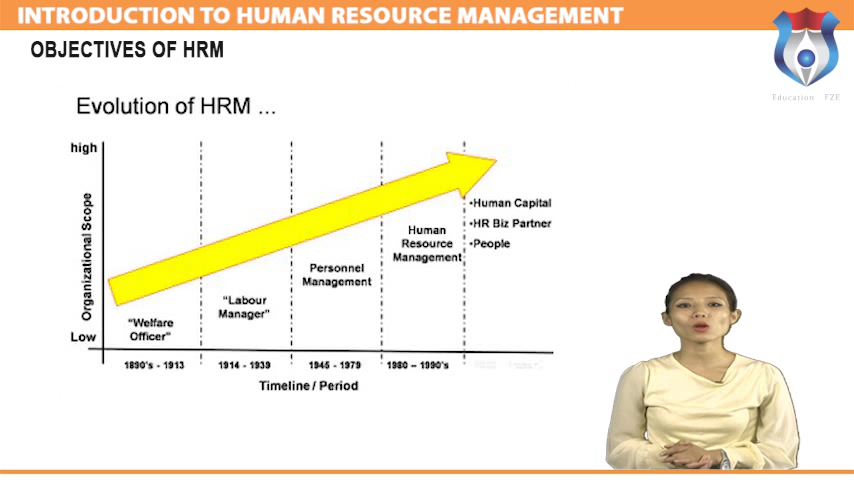 INTRODUCTION TO HUMAN RESOURCE MANAGEMENT
OBJECTIVES OF HRM
Education FZE
Evolution of HRM ...
high
Organizational Scope
Low
"Welfare
Officer"
"Labour
Manager"
Personnel
Management
Human
Resource
Management
•Human Capital
•HR Biz Partner
•People
1890's - 1913
1914 - 1939
1945 - 1979
1980 – 1990's
Timeline / Period